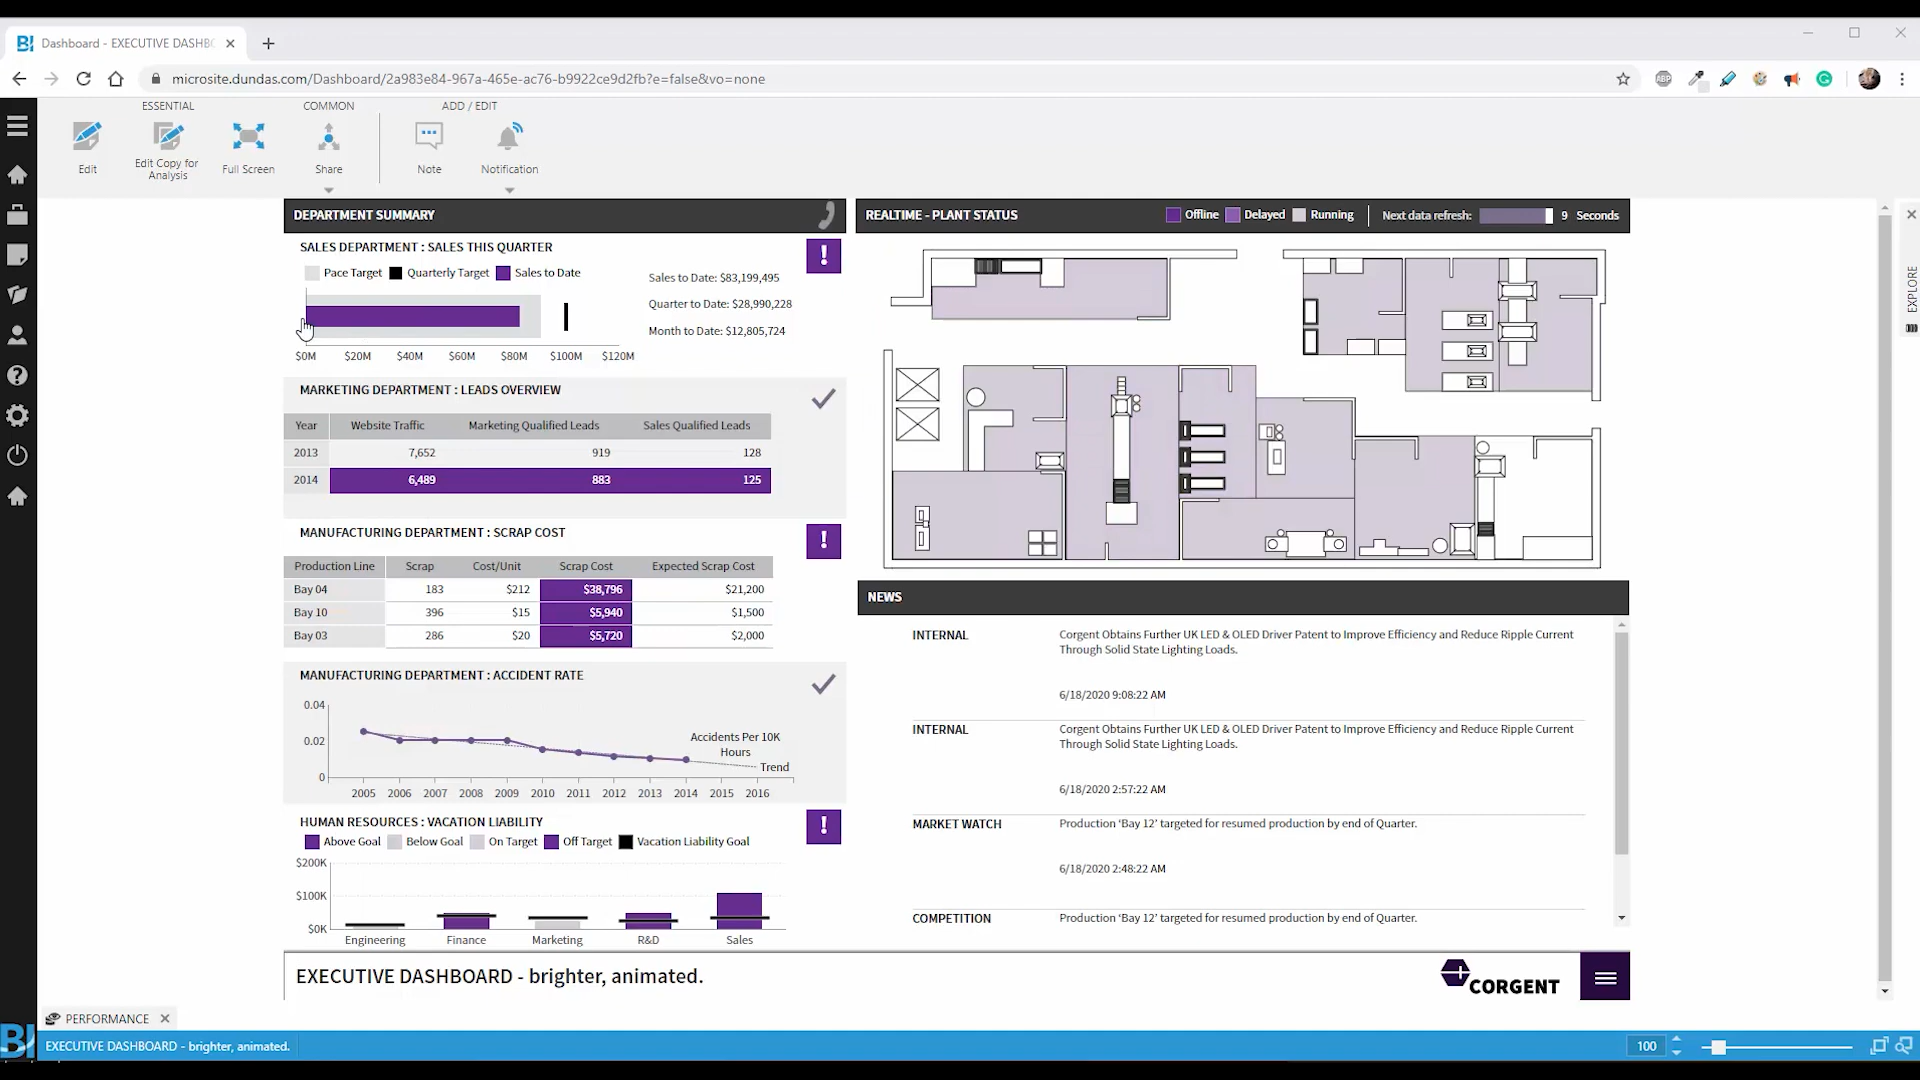 Dashboard - EXECUTIVE DASHBC
microsite.dundas.com/Dashboard/2a983e84-967a-465e-ac76-b9922ce9d2fb?e=false&vo=none
ESSENTIAL
COMMON
ADD / EDIT
Edit
Edit Copy for
Analysis
Full Screen
Share
Note
Notification
DEPARTMENT SUMMARY
SALES DEPARTMENT : SALES THIS QUARTER
Pace Target
Quarterly Target
Sales to Date
Sales to Date: $83,199,495
Quarter to Date: $28,990,228
Month to Date: $12,805,724
$0M $20M $40M $60M $80M $100M $120M
MARKETING DEPARTMENT : LEADS OVERVIEW
Year Website Traffic Marketing Qualified Leads Sales Qualified Leads
2013 7,652 919 128
2014 6,489 883 125
MANUFACTURING DEPARTMENT : SCRAP COST
Production Line Scrap Cost/Unit Scrap Cost Expected Scrap Cost
Bay 04 183 $212 $38,796 $21,200
Bay 10 396 $15 $5,940 $1,500
Bay 03 286 $20 $5,720 $2,000
MANUFACTURING DEPARTMENT : ACCIDENT RATE
0.04
0.02
0
Accidents Per 10K
Hours
Trend
2005 2006 2007 2008 2009 2010 2011 2012 2013 2014 2015 2016
HUMAN RESOURCES : VACATION LIABILITY
Above Goal Below Goal On Target Off Target Vacation Liability Goal
$200K
$100K
$0K
Engineering Finance Marketing R&D Sales
REALTIME - PLANT STATUS
Offline Delayed Running
Next data refresh: 9 Seconds
EXPLORE
NEWS
INTERNAL
Corgent Obtains Further UK LED & OLED Driver Patent to Improve Efficiency and Reduce Ripple Current
Through Solid State Lighting Loads.
6/18/2020 9:08:22 AM
INTERNAL
Corgent Obtains Further UK LED & OLED Driver Patent to Improve Efficiency and Reduce Ripple Current
Through Solid State Lighting Loads.
6/18/2020 2:57:22 AM
MARKET WATCH
Production ‘Bay 12’ targeted for resumed production by end of Quarter.
6/18/2020 2:48:22 AM
COMPETITION
Production ‘Bay 12’ targeted for resumed production by end of Quarter.
EXECUTIVE DASHBOARD - brighter, animated.
CORGENT
PERFORMANCE
EXECUTIVE DASHBOARD - brighter, animated.
100